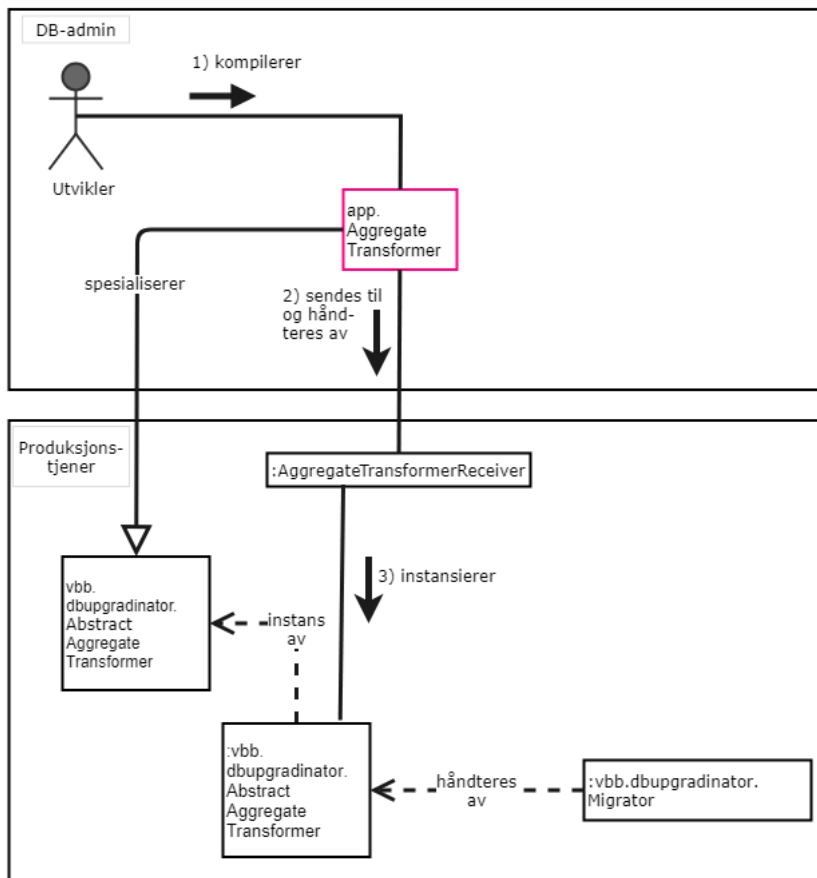 DB-admin
1) kompilerer
Utvikler
app.
Aggregate
Transformer
spesialiserer
2) sendes til
og hånd-
teres av
Produksjons-
tjener
:AggregateTransformerReceiver
3) instansierer
vbb.
dbupgradinator.
Abstract
Aggregate
Transformer
instans
av
:vbb.
dbupgradinator.
Abstract
Aggregate
Transformer
håndteres
av
:vbb.dbupgradinator.
Migrator